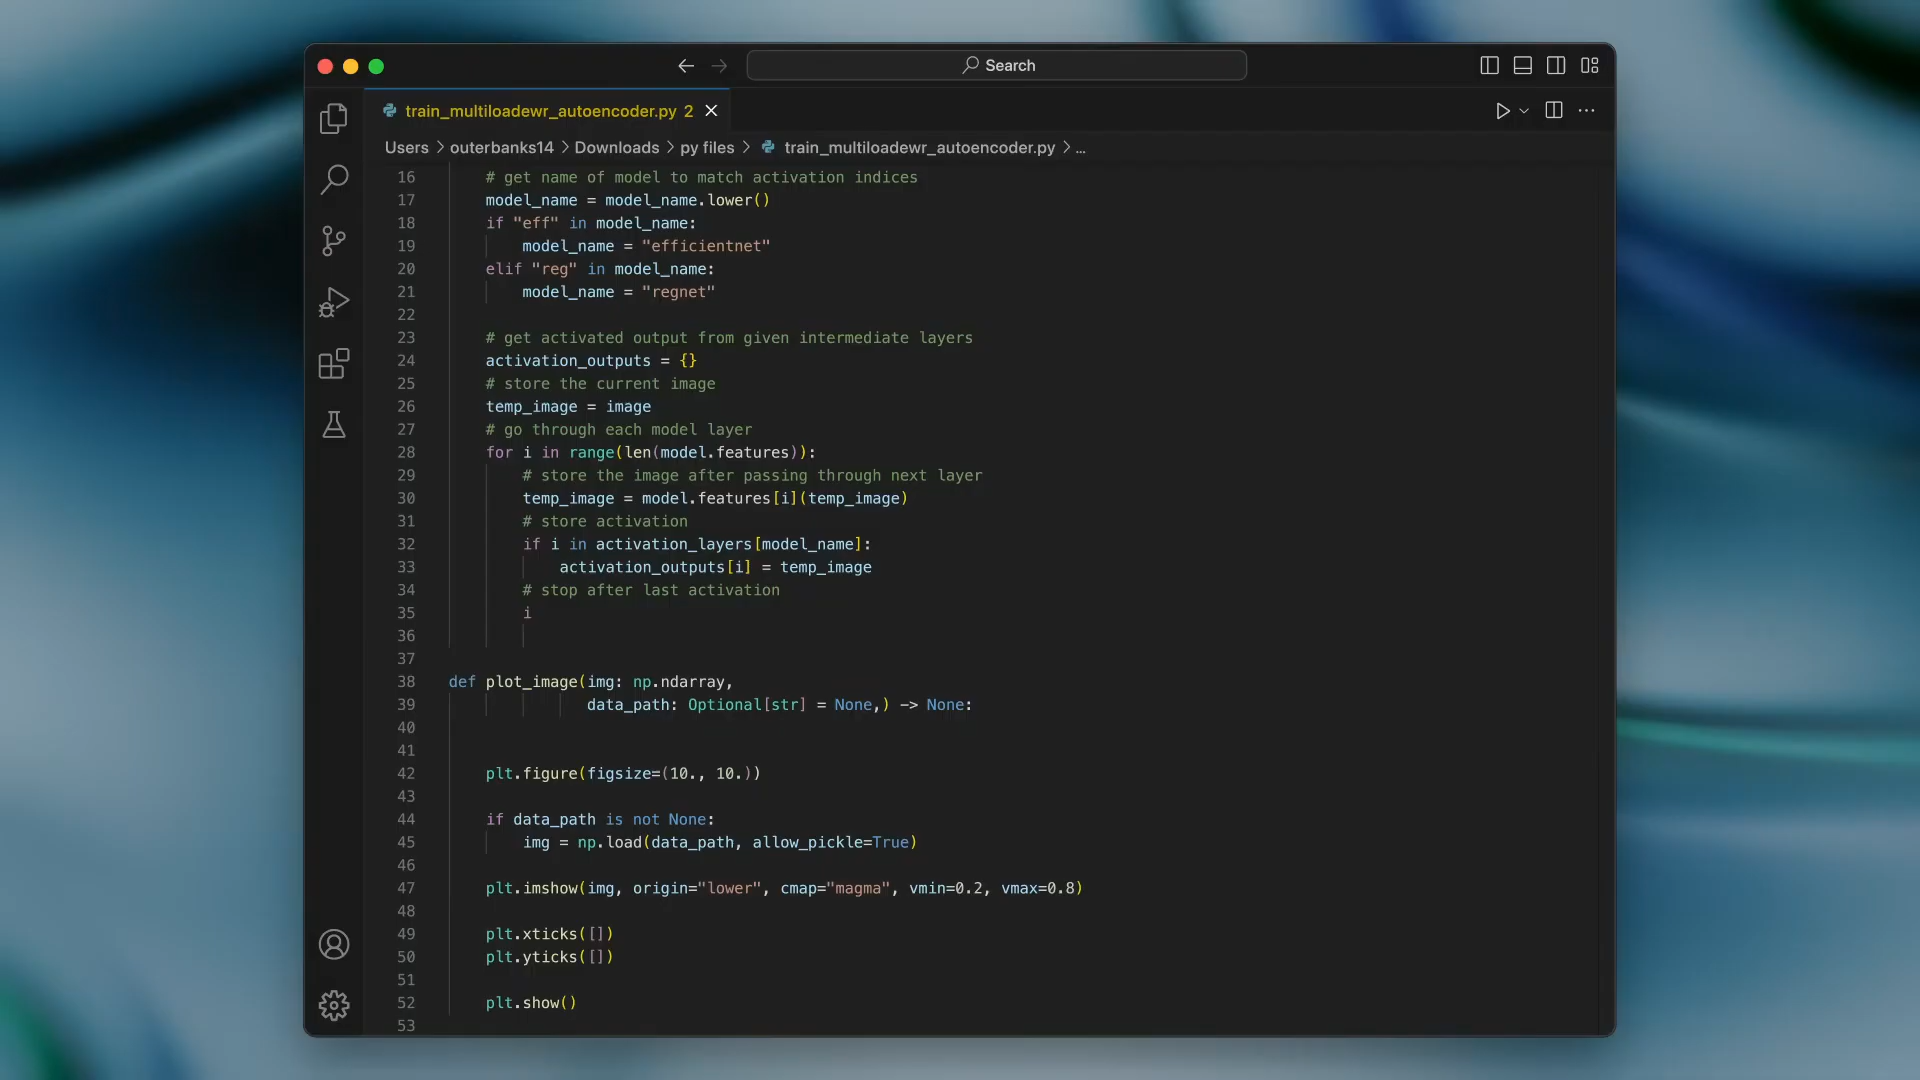 Search
train_multiloadewr_autoencoder.py 2
Users > outerbanks14 > Downloads > py files > train_multiloadewr_autoencoder.py > ...
16 # get name of model to match activation indices
17 model_name = model_name.lower()
18 if "eff" in model_name:
19 model_name = "efficientnet"
20 elif "reg" in model_name:
21 model_name = "regnet"
22
23 # get activated output from given intermediate layers
24 activation_outputs = {}
25 # store the current image
26 temp_image = image
27 # go through each model layer
28 for i in range(len(model.features)):
29 # store the image after passing through next layer
30 temp_image = model.features[i](temp_image)
31 # store activation
32 if i in activation_layers[model_name]:
33 activation_outputs[i] = temp_image
34 # stop after last activation
35 i
36
37
38 def plot_image(img: np.ndarray,
39 data_path: Optional[str] = None,) -> None:
40
41
42 plt.figure(figsize=(10., 10.))
43
44 if data_path is not None:
45 img = np.load(data_path, allow_pickle=True)
46
47 plt.imshow(img, origin="lower", cmap="magma", vmin=0.2, vmax=0.8)
48
49 plt.xticks([])
50 plt.yticks([])
51
52 plt.show()
53